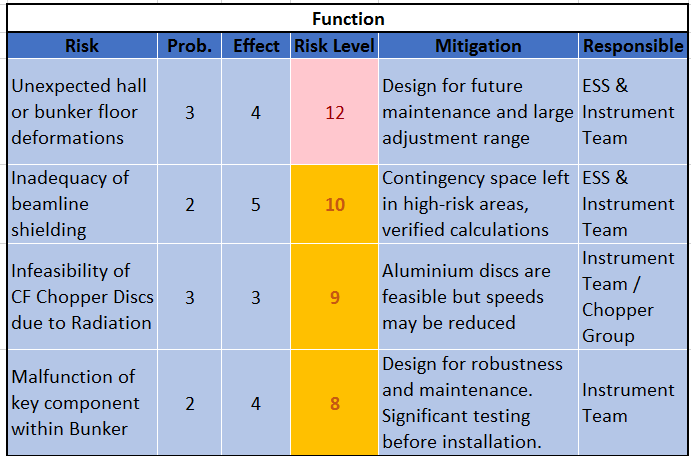 Function
Risk Prob. Effect Risk Level Mitigation Responsible
Unexpected hall
or bunker floor
deformations
3
4
12
Design for future
maintenance and large
adjustment range
ESS &
Instrument
Team
Inadequacy of
beamline
shielding
2
5
10
Contingency space left
in high-risk areas,
verified calculations
ESS &
Instrument
Team
Infeasibility of
CF Chopper Discs
due to Radiation
3
3
9
Aluminium discs are
feasible but speeds
may be reduced
Instrument
Team /
Chopper
Group
Malfunction of
key component
within Bunker
2
4
8
Design for robustness
and maintenance.
Significant testing
before installation.
Instrument
Team